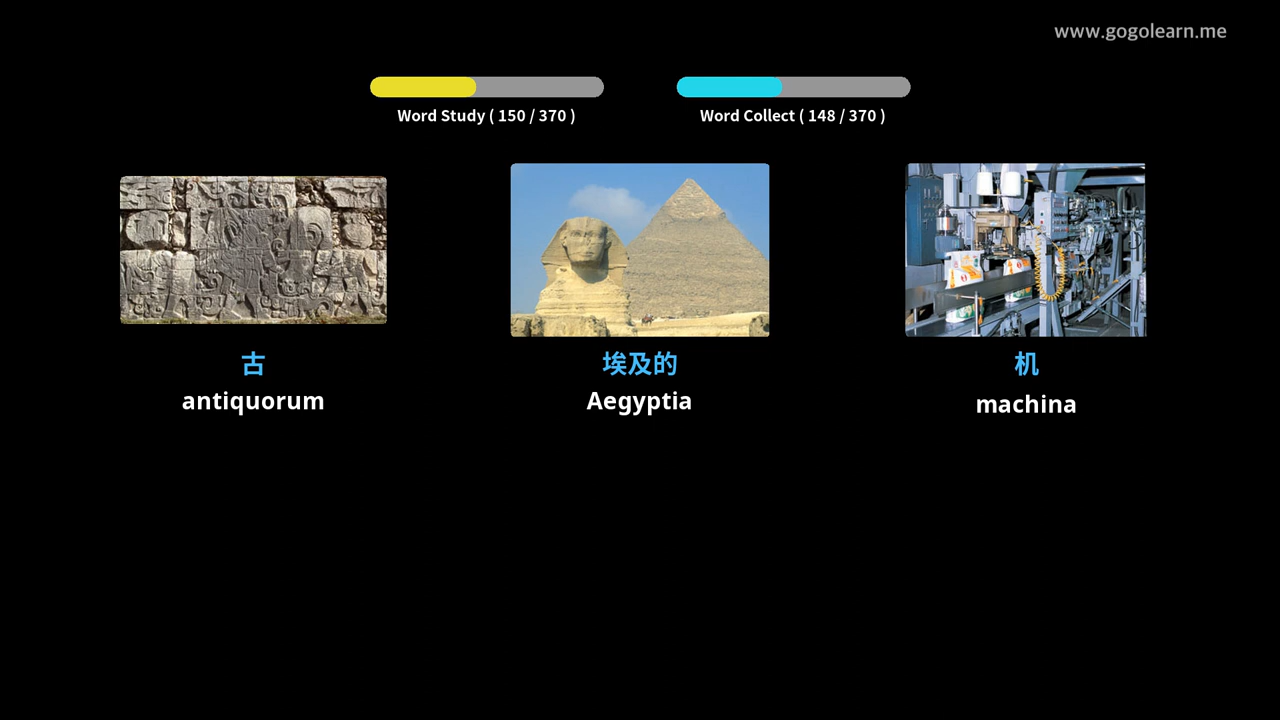 www.gogolearn.me
Word Study ( 150 / 370 )
Word Collect ( 148 / 370 )
古
埃及的
机
antiquorum
Aegyptia
machina